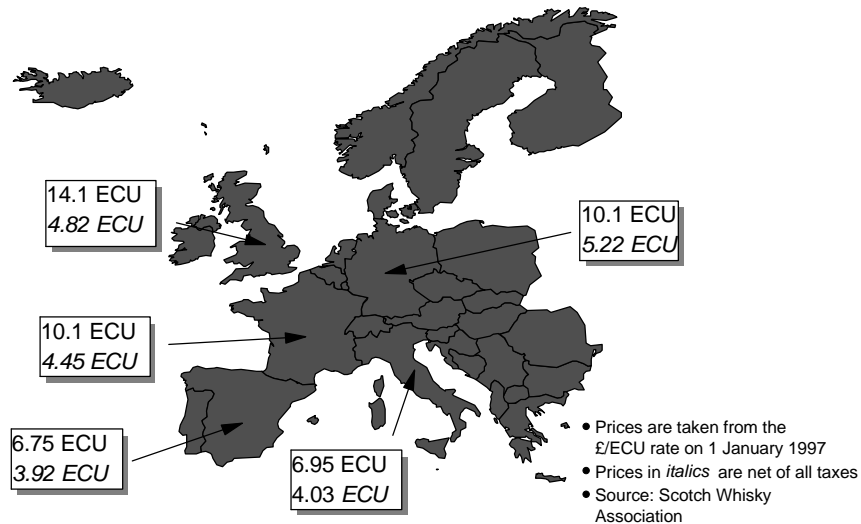 14.1 ECU
4.82 ECU
10.1 ECU
5.22 ECU
10.1 ECU
4.45 ECU
6.75 ECU
3.92 ECU
6.95 ECU
4.03 ECU
• Prices are taken from the
£/ECU rate on 1 January 1997
• Prices in italics are net of all taxes
• Source: Scotch Whisky
Association